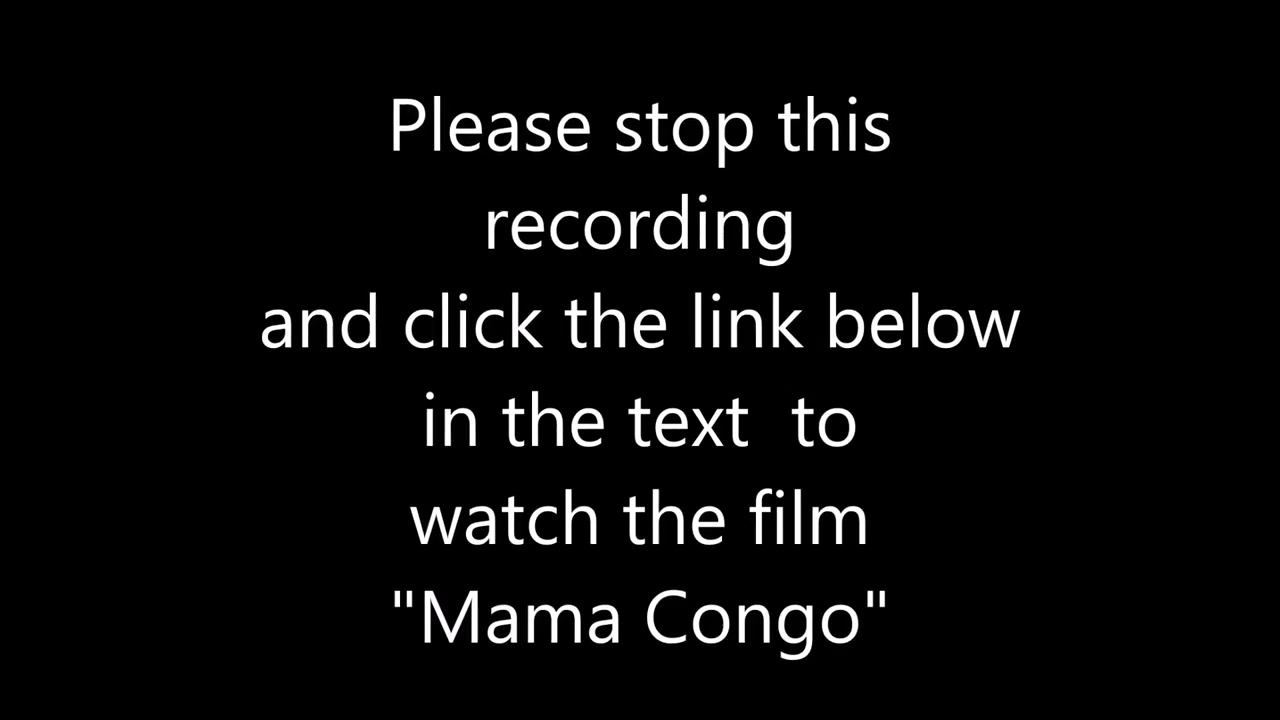 Please stop this
recording
and click the link below
in the text  to
watch the film
"Mama Congo"